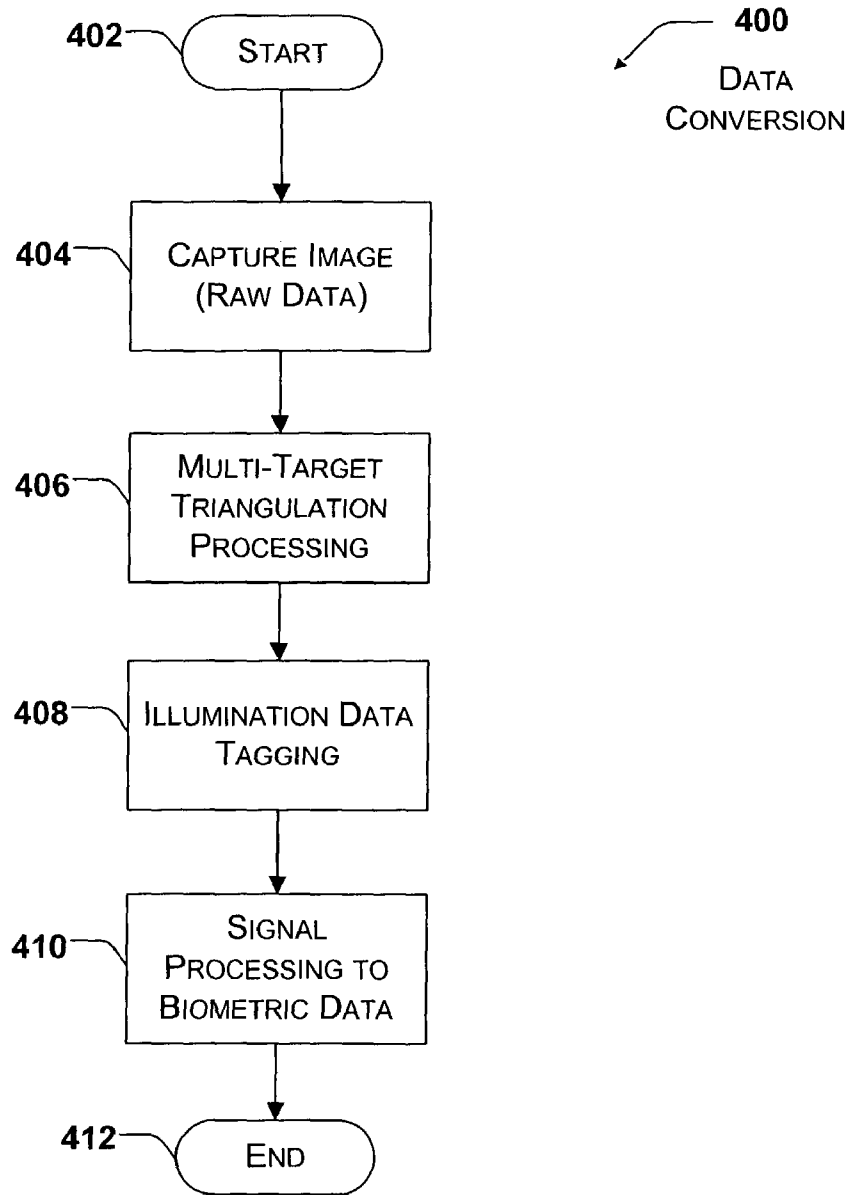 402
START
400
DATA
CONVERSION
404
CAPTURE IMAGE
(RAW DATA)
406
MULTI-TARGET
TRIANGULATION
PROCESSING
408
ILLUMINATION DATA
TAGGING
410
SIGNAL
PROCESSING TO
BIOMETRIC DATA
412
END